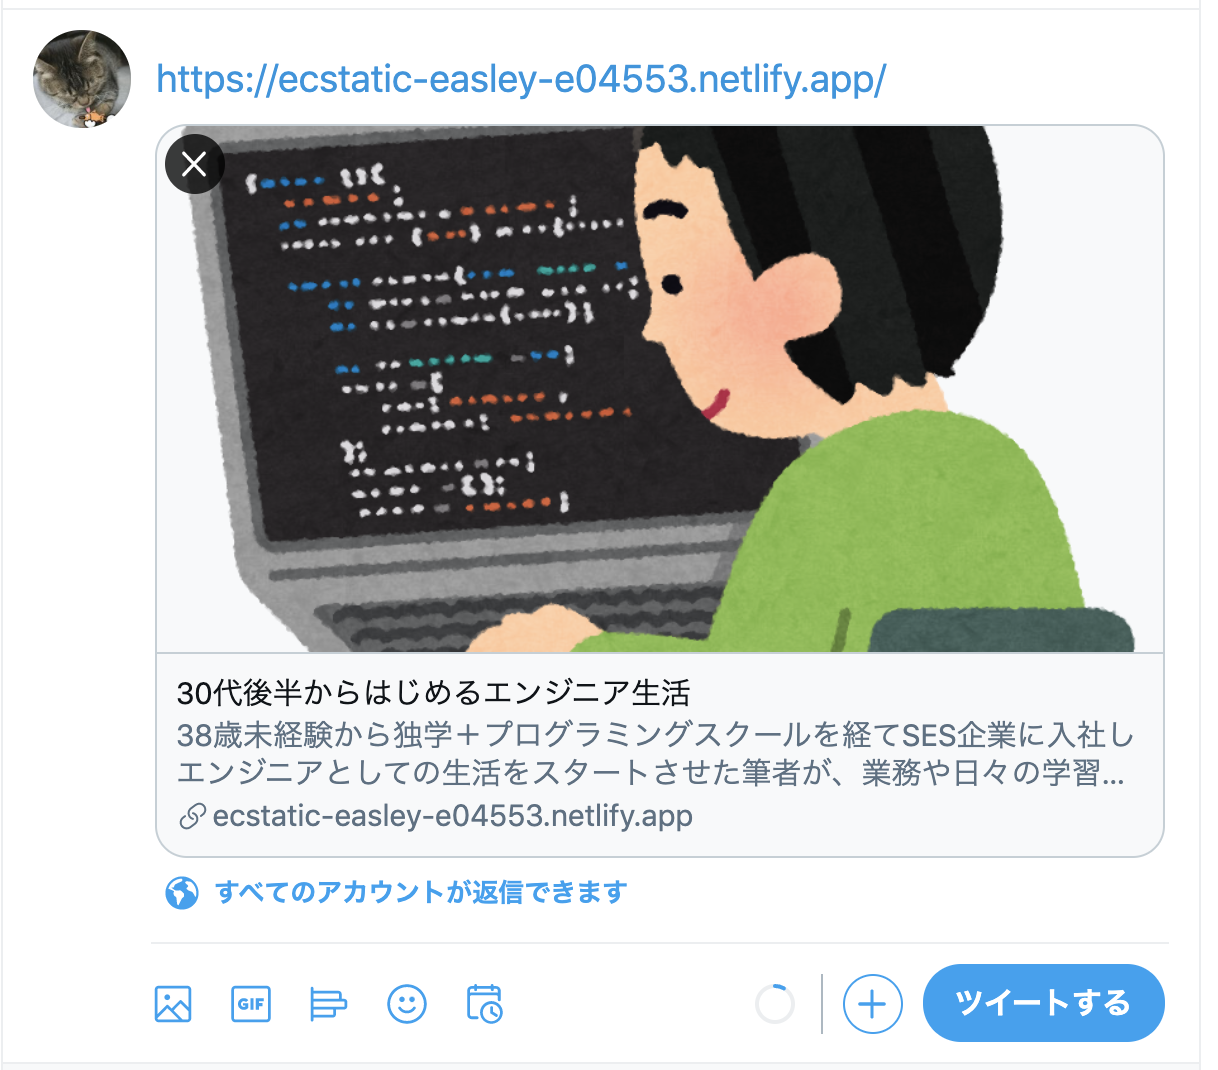 https://ecstatic-easley-e04553.netlify.app/
30代後半からはじめるエンジニア生活
38歳未経験から独学＋プログラミングスクールを経てSES企業に入社し
エンジニアとしての生活をスタートさせた筆者が、業務や日々の学習...
ecstatic-easley-e04553.netlify.app
すべてのアカウントが返信できます
GIF
ツイートする